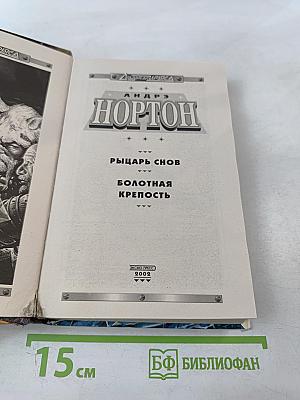 АНДРЭ
НОРТОН
РЫЦАРЬ СНОВ
БОЛОТНАЯ
КРЕПОСТЬ
2002
15 см
БФ БИБЛИОФАН